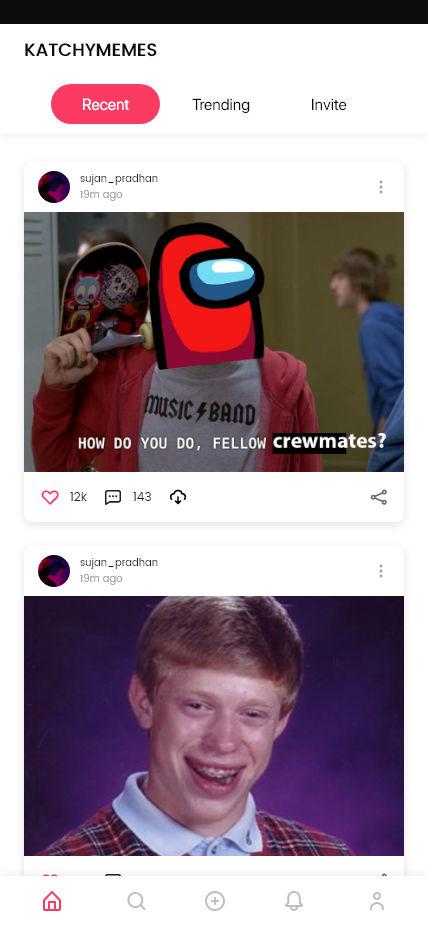 KATCHYMEMES
Recent Trending Invite
sujan_pradhan
19m ago
MUSIC BAND
HOW DO YOU DO, FELLOW crewmates?
12k 143
sujan_pradhan
19m ago